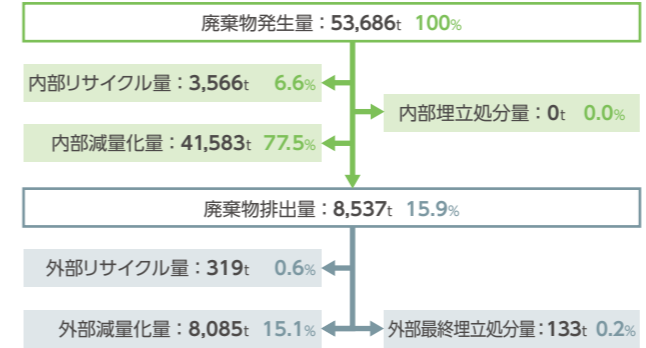 廃棄物発生量：53,686t 100%
内部リサイクル量：3,566t 6.6%
内部埋立処分量：0t 0.0%
内部減量化量：41,583t 77.5%
廃棄物排出量：8,537t 15.9%
外部リサイクル量：319t 0.6%
外部減量化量：8,085t 15.1%
外部最終埋立処分量：133t 0.2%